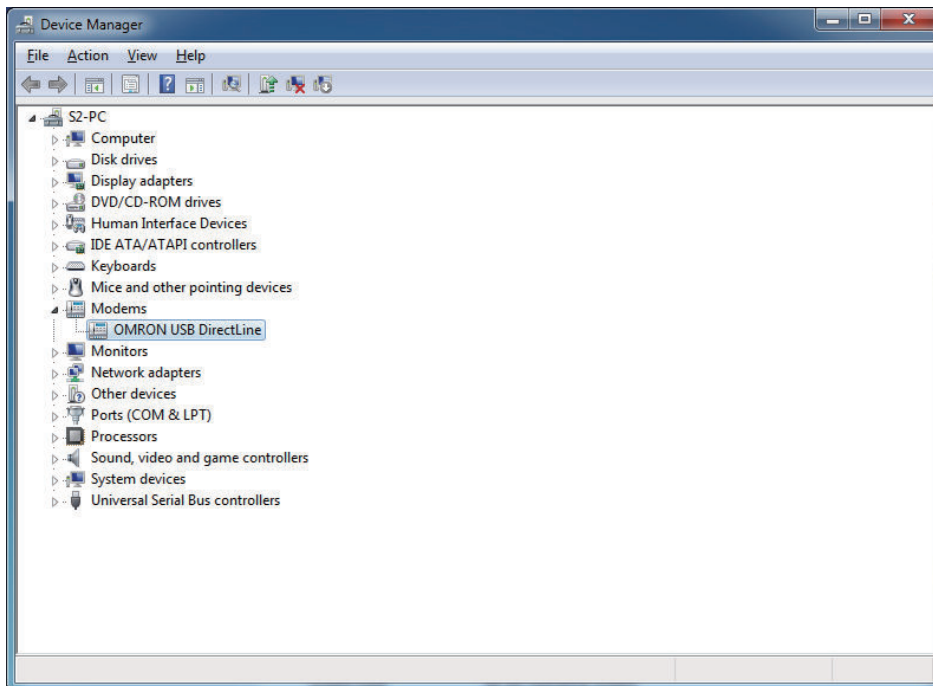 Device Manager
File Action View Help
S2-PC
Computer
Disk drives
Display adapters
DVD/CD-ROM drives
Human Interface Devices
IDE ATA/ATAPI controllers
Keyboards
Mice and other pointing devices
Modems
OMRON USB DirectLine
Monitors
Network adapters
Other devices
Ports (COM & LPT)
Processors
Sound, video and game controllers
System devices
Universal Serial Bus controllers